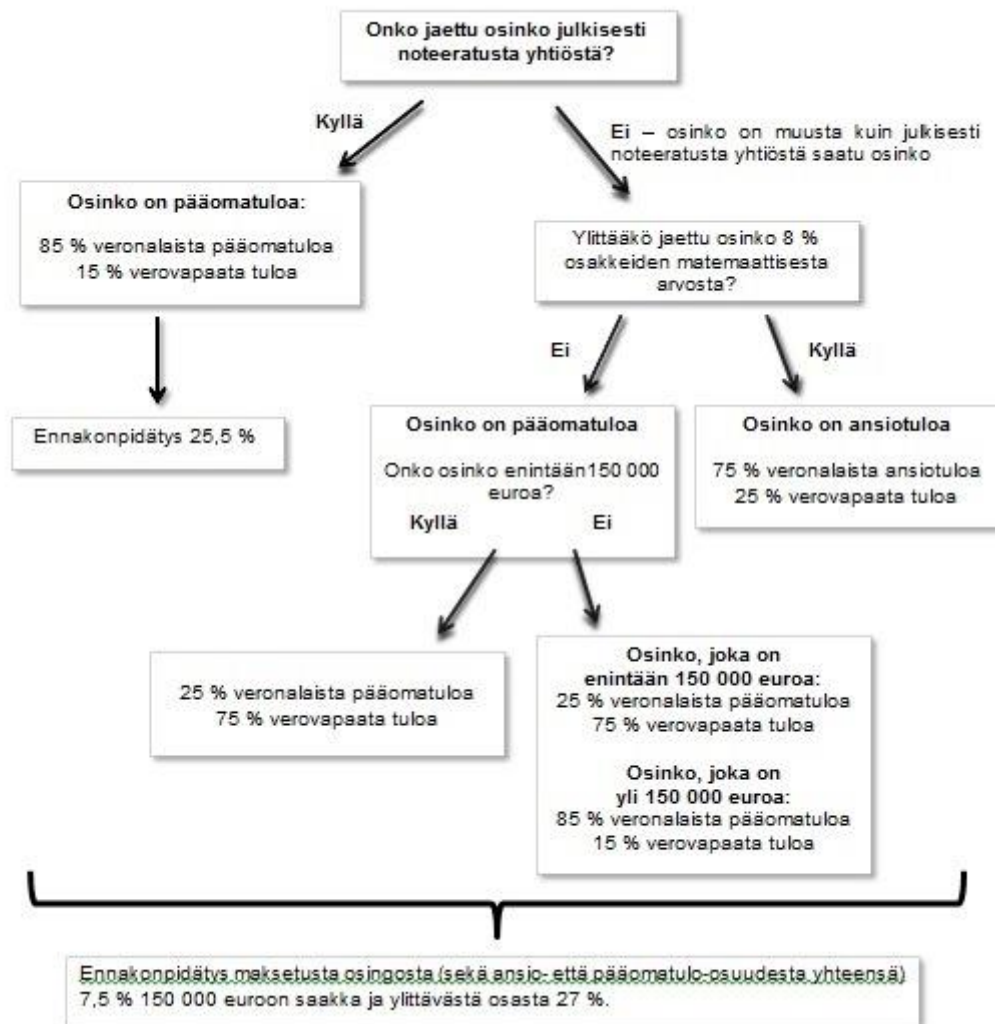 Onko jaettu osinko julkisesti
noteeratusta yhtiöstä?
Kyllä
Ei – osinko on muusta kuin julkisesti
noteeratusta yhtiöstä saatu osinko
Osinko on pääomatuloa:
85 % veronalaista pääomatuloa
15 % verovapaata tuloa
Ylittääkö jaettu osinko 8 %
osakkeiden matemaattisesta
arvosta?
Ei
Kyllä
Ennakonpidätys 25,5 %
Osinko on pääomatuloa
Onko osinko enintään 150 000
euroa?
Kyllä
Ei
Osinko on ansiotuloa
75 % veronalaista ansiotuloa
25 % verovapaata tuloa
25 % veronalaista pääomatuloa
75 % verovapaata tuloa
Osinko, joka on
enintään 150 000 euroa:
25 % veronalaista pääomatuloa
75 % verovapaata tuloa
Osinko, joka on
yli 150 000 euroa:
85 % veronalaista pääomatuloa
15 % verovapaata tuloa
Ennakonpidätys maksetusta osingosta (sekä ansio- että pääomatulo-osuudesta yhteensä)
7,5 % 150 000 euroon saakka ja ylittävästä osasta 27 %.